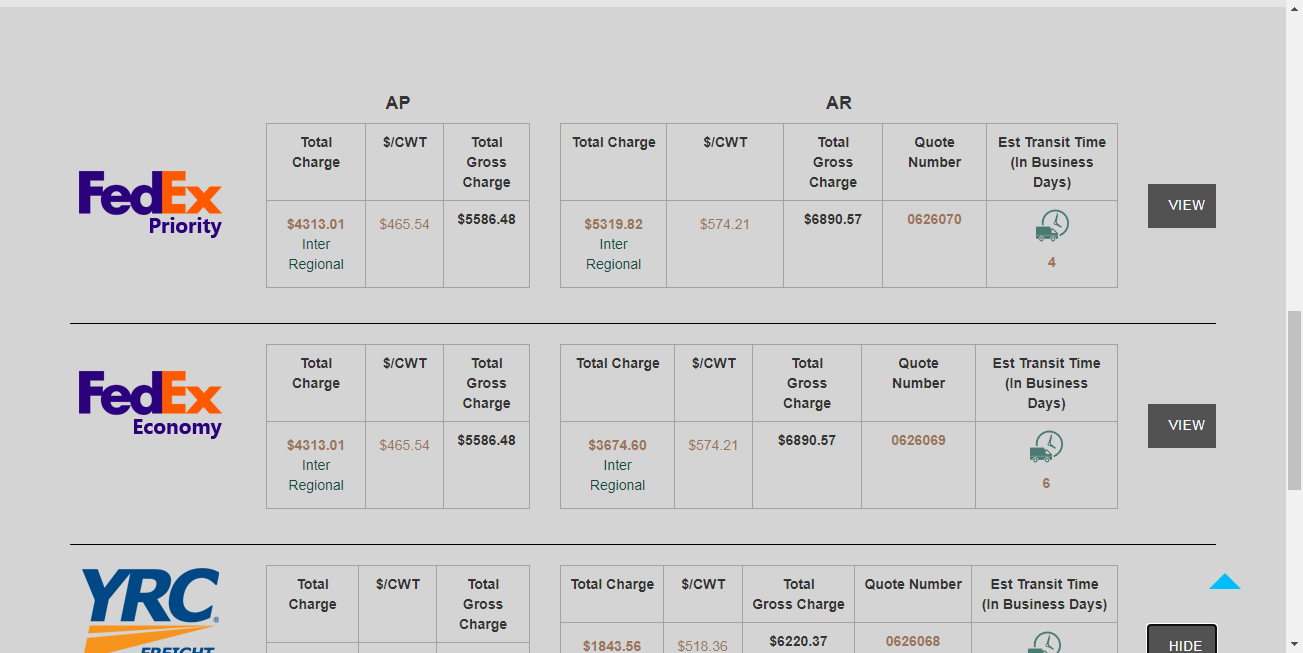 AP
AR
Total Charge $/CWT Total Gross Charge
Total Charge $/CWT Total Gross Charge Quote Number Est Transit Time (In Business Days)
FedEx
Priority
$4313.01 Inter Regional $465.54 $5586.48
$5319.82 Inter Regional $574.21 $6890.57 0626070 4
VIEW
Total Charge $/CWT Total Gross Charge
Total Charge $/CWT Total Gross Charge Quote Number Est Transit Time (In Business Days)
FedEx
Economy
$4313.01 Inter Regional $465.54 $5586.48
$3674.60 Inter Regional $574.21 $6890.57 0626069 6
VIEW
YRC
FREIGHT
Total Charge $/CWT Total Gross Charge
Total Charge $/CWT Total Gross Charge Quote Number Est Transit Time (In Business Days)
$1843.56 $518.36 $6220.37 0626068
HIDE